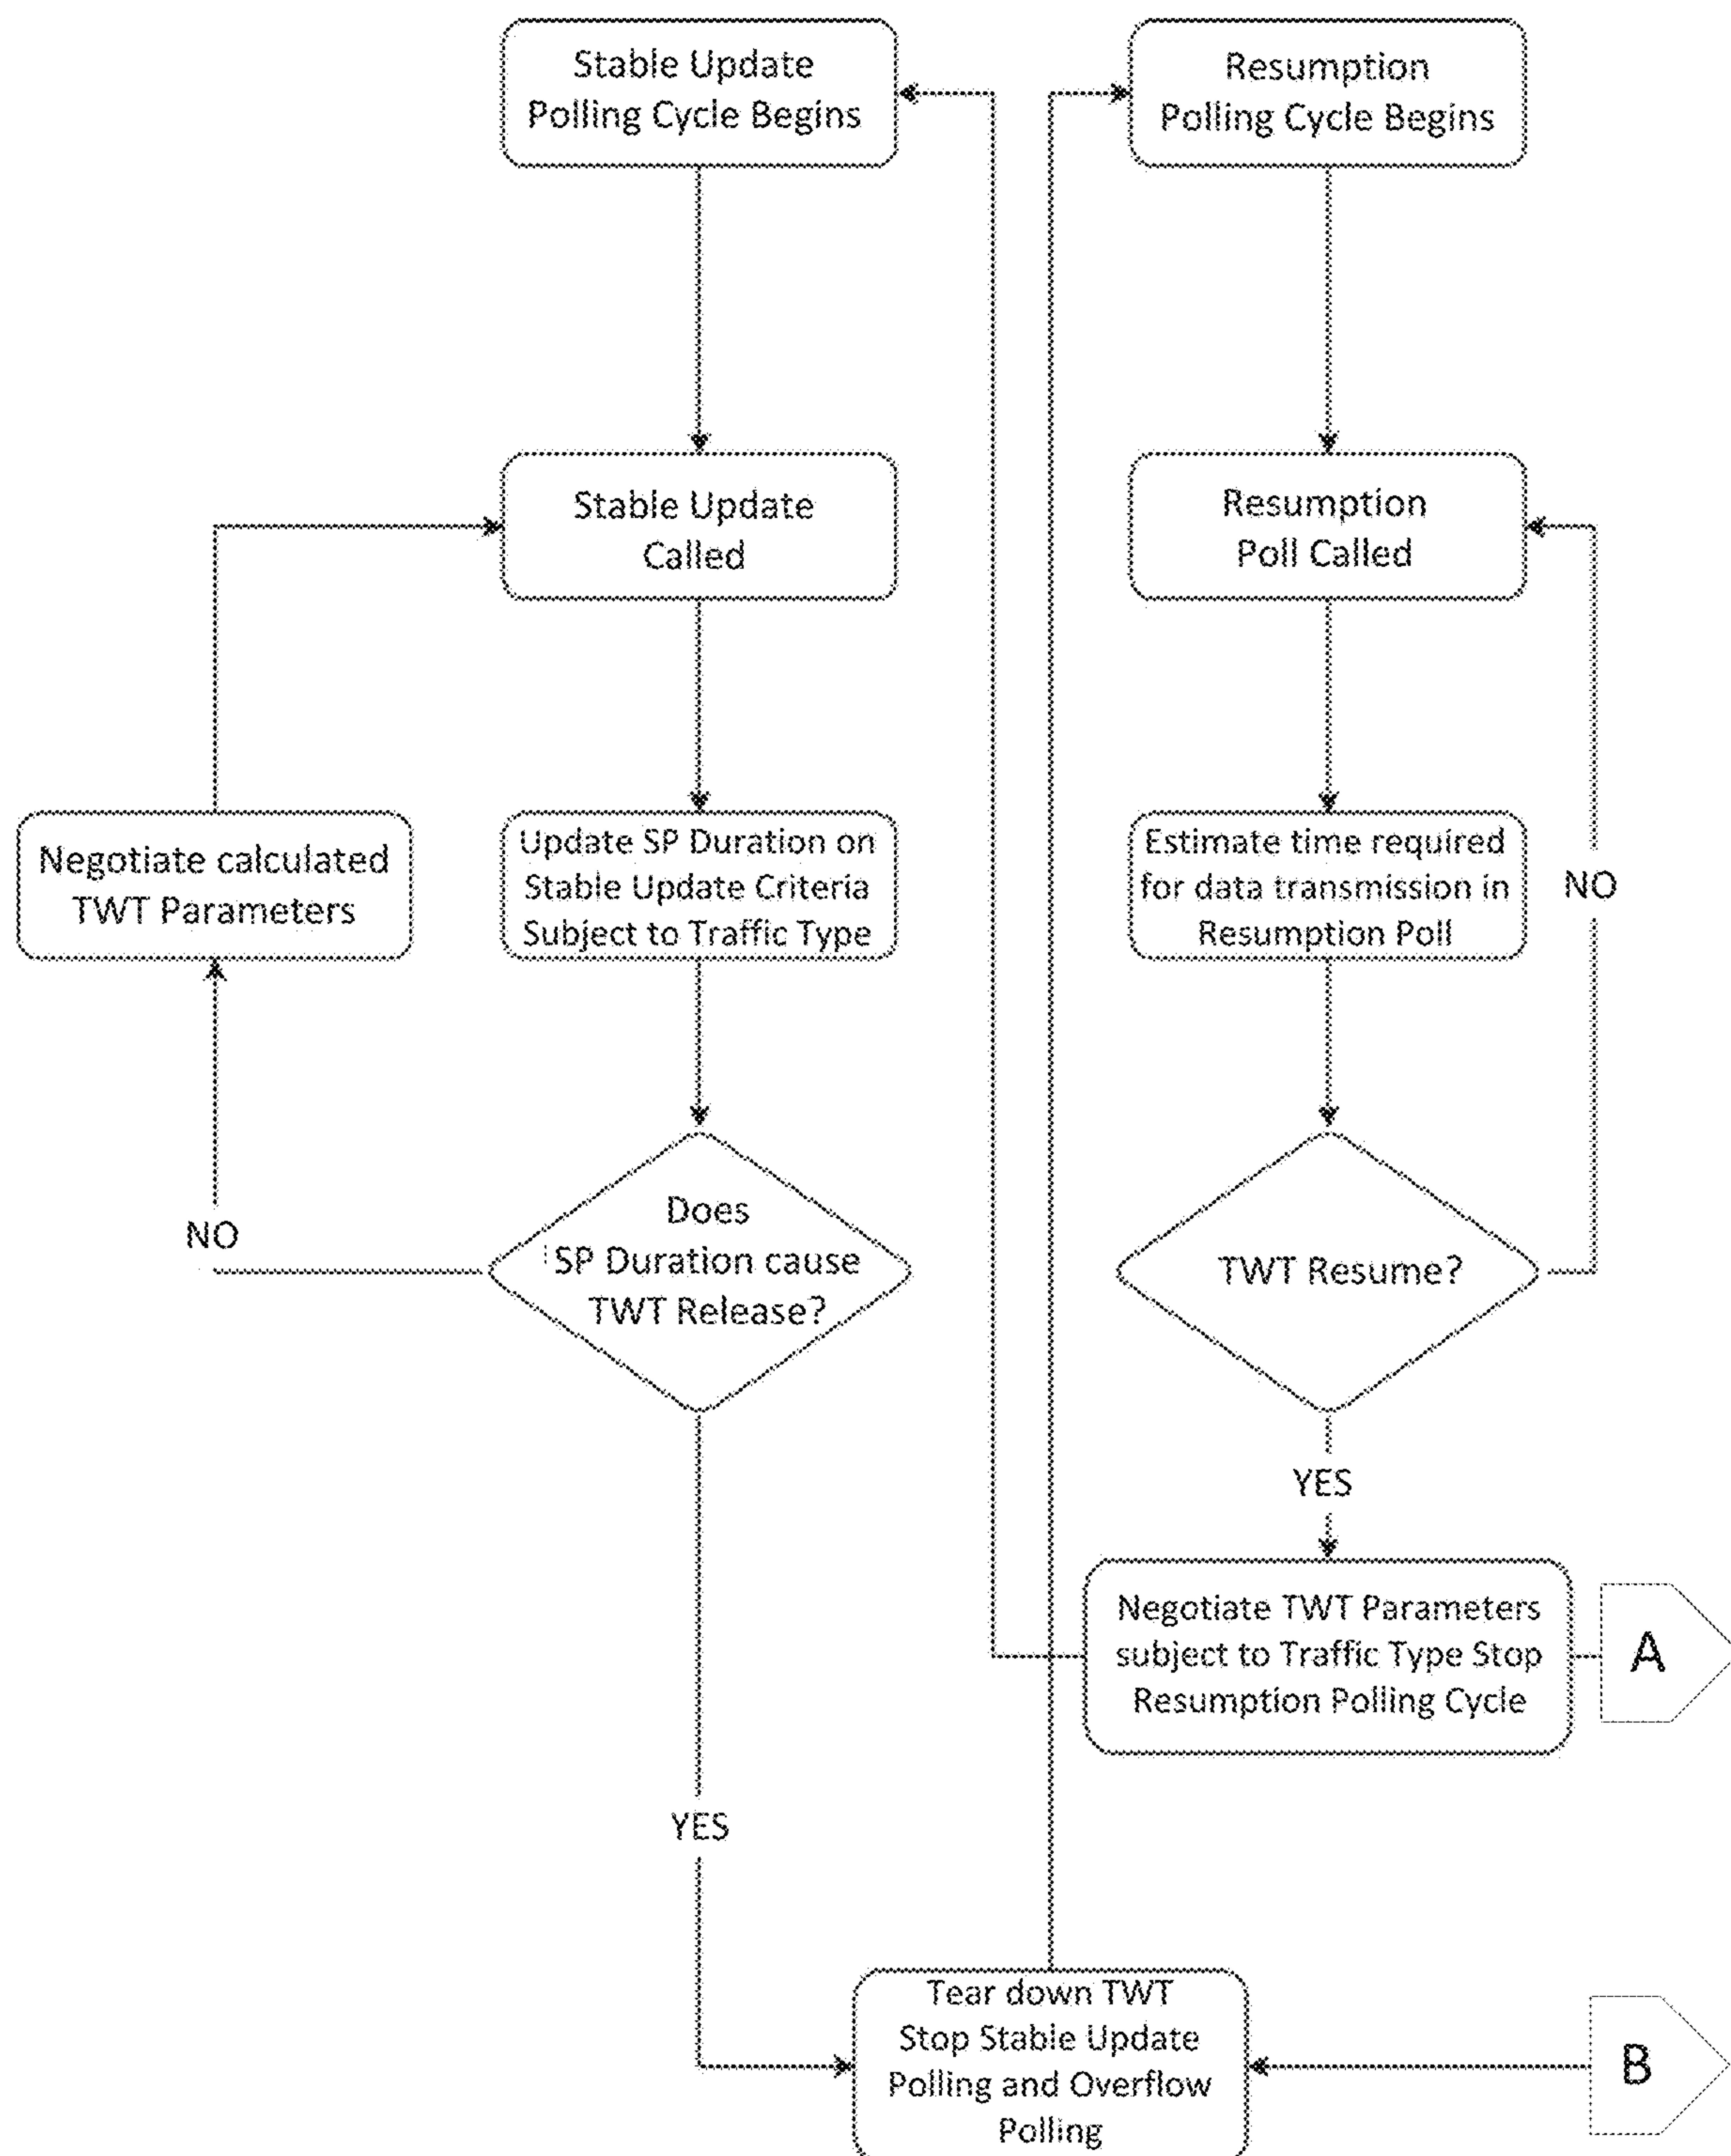 Stable Update
Polling Cycle Begins
Resumption
Polling Cycle Begins
Stable Update
Called
Resumption
Poll Called
Negotiate calculated
TWT Parameters
Update SP Duration on
Stable Update Criteria
Subject to Traffic Type
Estimate time required
for data transmission in
Resumption Poll
NO
NO
Does
SP Duration cause
TWT Release?
TWT Resume?
YES
Negotiate TWT Parameters
subject to Traffic Type Stop
Resumption Polling Cycle
A
YES
Tear down TWT
Stop Stable Update
Polling and Overflow
Polling
B